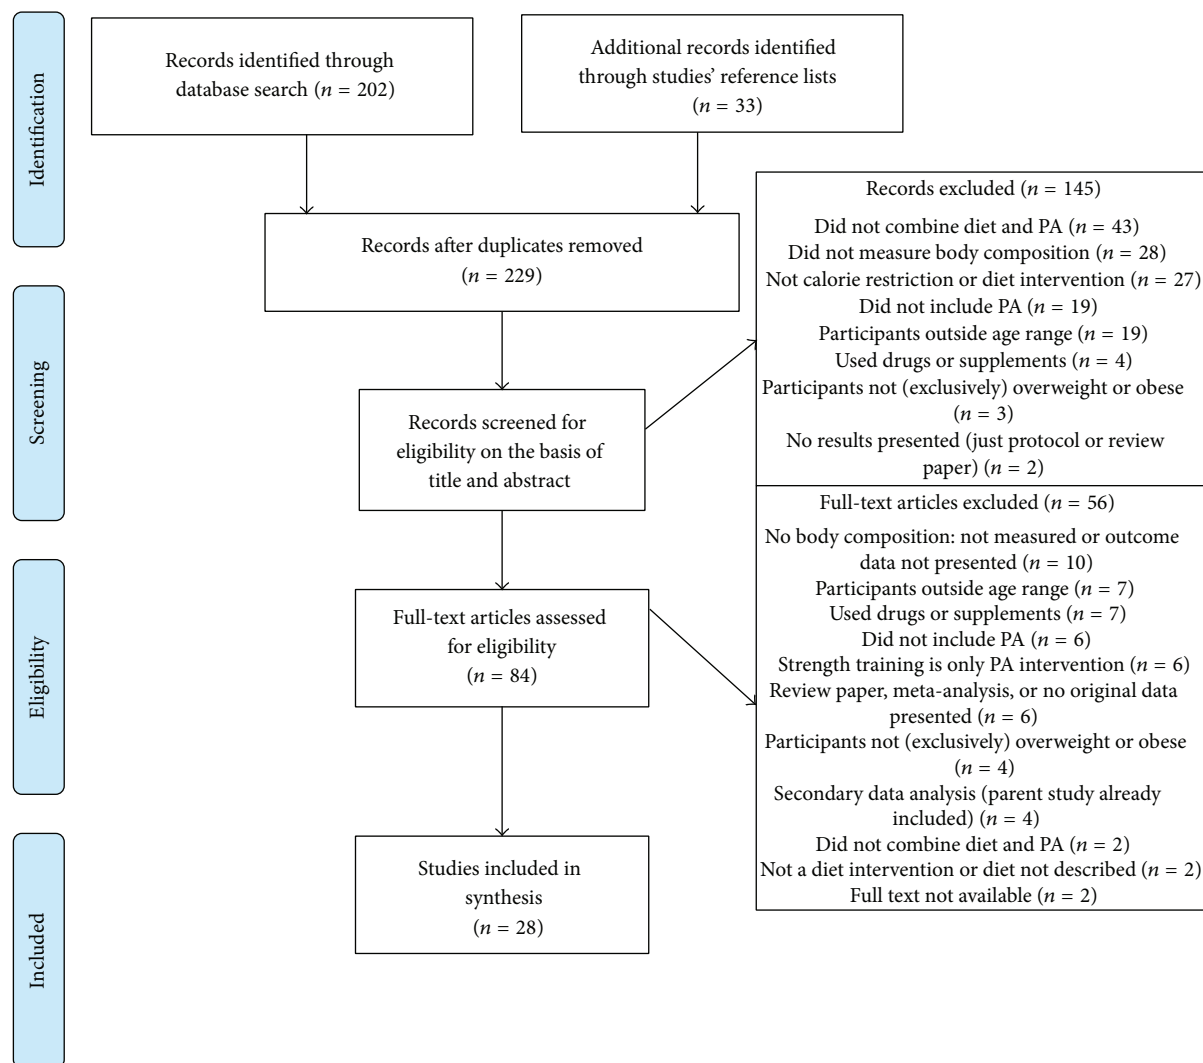 Identification
Records identified through
database search (n = 202)
Additional records identified
through studies' reference lists
(n = 33)
Records after duplicates removed
(n = 229)
Screening
Records screened for
eligibility on the basis of
title and abstract
Records excluded (n = 145)
Did not combine diet and PA (n = 43)
Did not measure body composition (n = 28)
Not calorie restriction or diet intervention (n = 27)
Did not include PA (n = 19)
Participants outside age range (n = 19)
Used drugs or supplements (n = 4)
Participants not (exclusively) overweight or obese
(n = 3)
No results presented (just protocol or review
paper) (n = 2)
Eligibility
Full-text articles assessed
for eligibility
(n = 84)
Full-text articles excluded (n = 56)
No body composition: not measured or outcome
data not presented (n = 10)
Participants outside age range (n = 7)
Used drugs or supplements (n = 7)
Did not include PA (n = 6)
Strength training is only PA intervention (n = 6)
Review paper, meta-analysis, or no original data
presented (n = 6)
Participants not (exclusively) overweight or obese
(n = 4)
Secondary data analysis (parent study already
included) (n = 4)
Did not combine diet and PA (n = 2)
Not a diet intervention or diet not described (n = 2)
Full text not available (n = 2)
Included
Studies included in
synthesis
(n = 28)